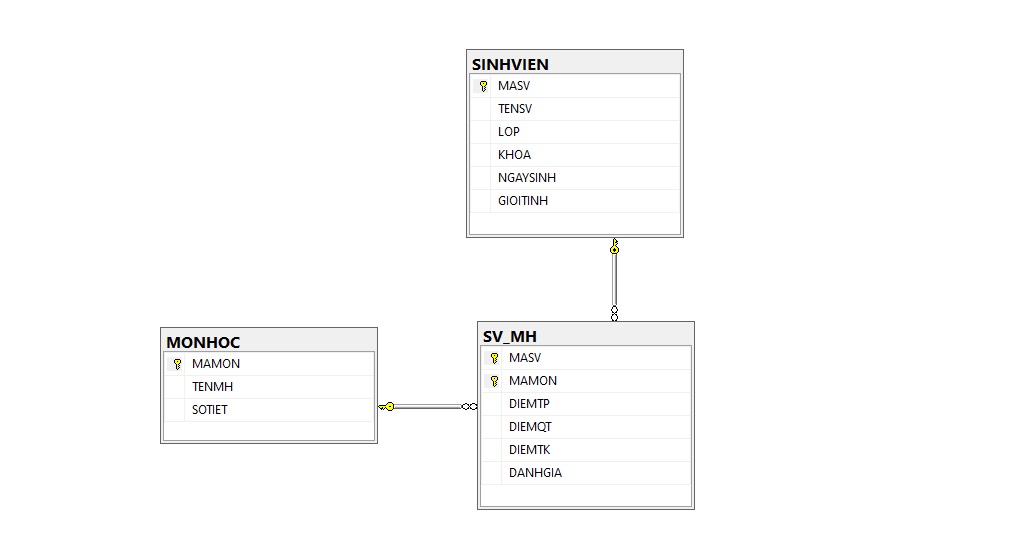 SINHVIEN
MASV
TENSV
LOP
KHOA
NGAYSINH
GIOITINH
MONHOC
MAMON
TENMH
SOTIET
SV_MH
MASV
MAMON
DIEMTP
DIEMQT
DIEMTK
DANHGIA